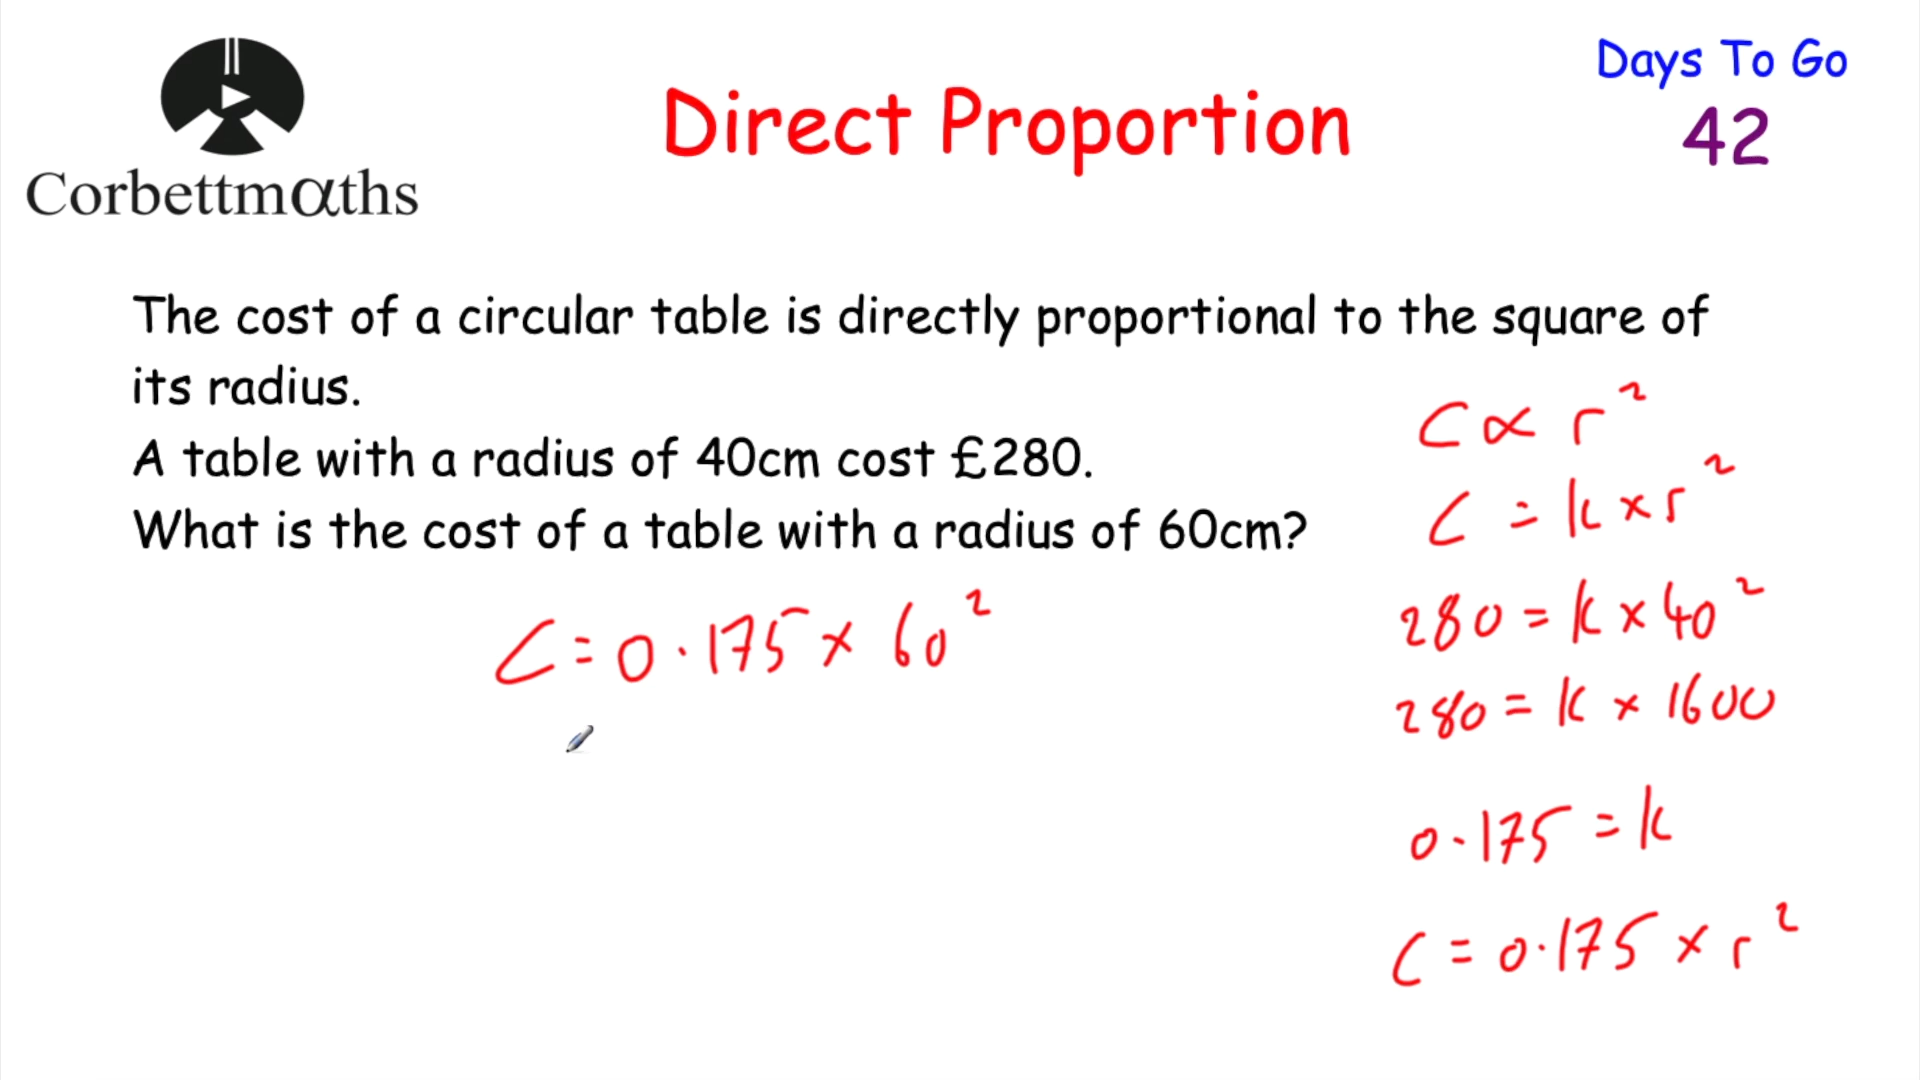 Corbettmαths
Direct Proportion
Days To Go
42
The cost of a circular table is directly proportional to the square of
its radius.
A table with a radius of 40cm cost £280.
What is the cost of a table with a radius of 60cm?
C = 0.175 × 60²
C ∝ r²
C = k × r²
280 = k × 40²
280 = k × 1600
0.175 = k
C = 0.175 × r²